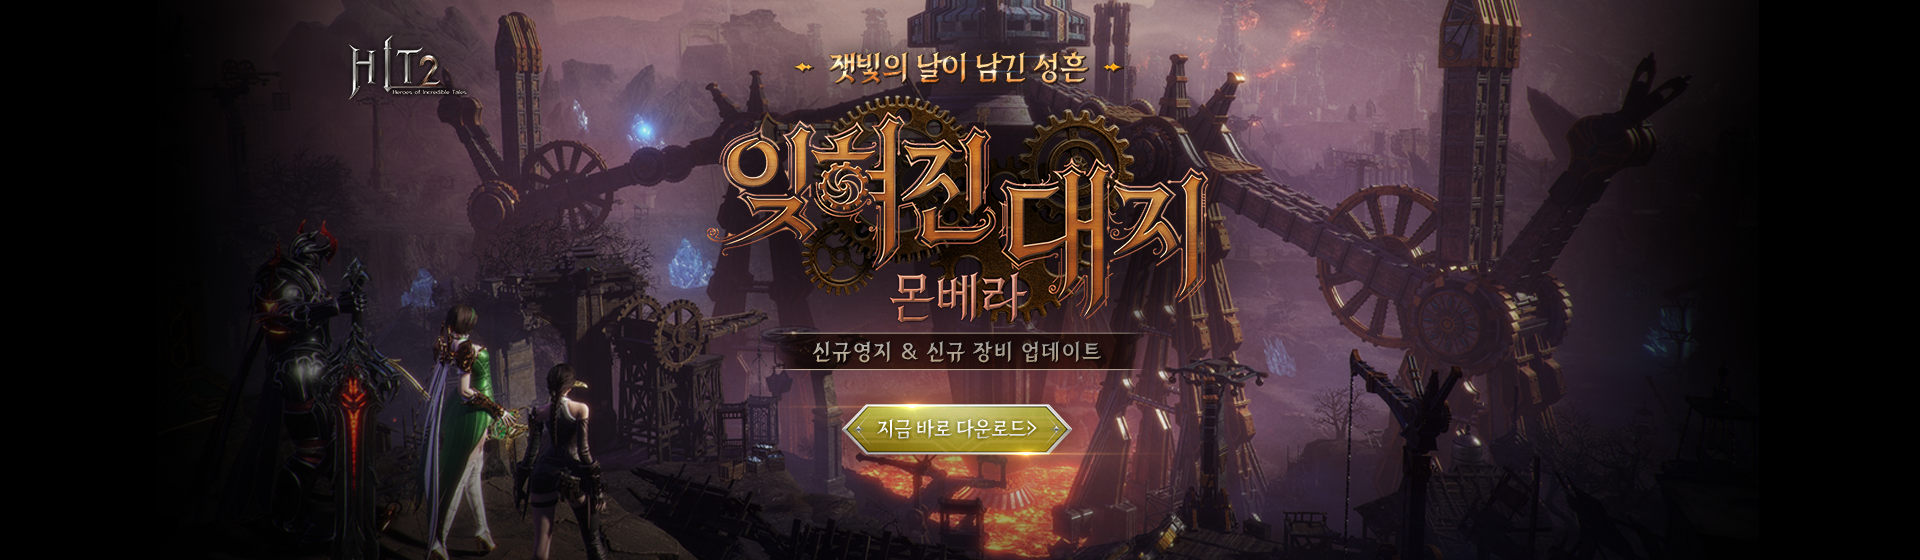 HIT2
Heroes of Incredible Tales
잿빛의 날이 남긴 성흔
잊혀진 대지
몬베라
신규영지 & 신규 장비 업데이트
지금 바로 다운로드>